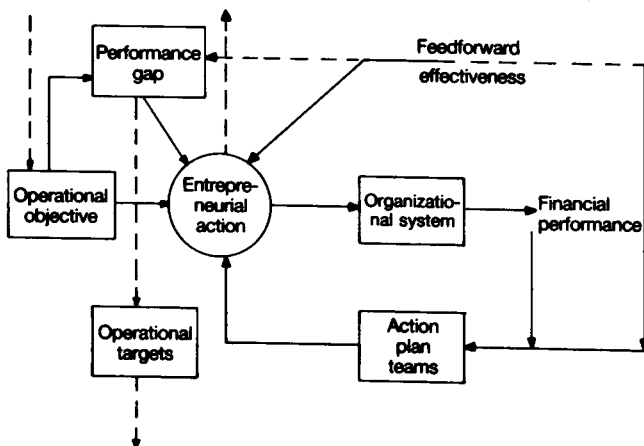 Performance
gap
Feedforward
effectiveness
Operational
objective
Entrepre-
neurial
action
Organizatio-
nal
system
Financial
performance
Operational
targets
Action
plan
teams